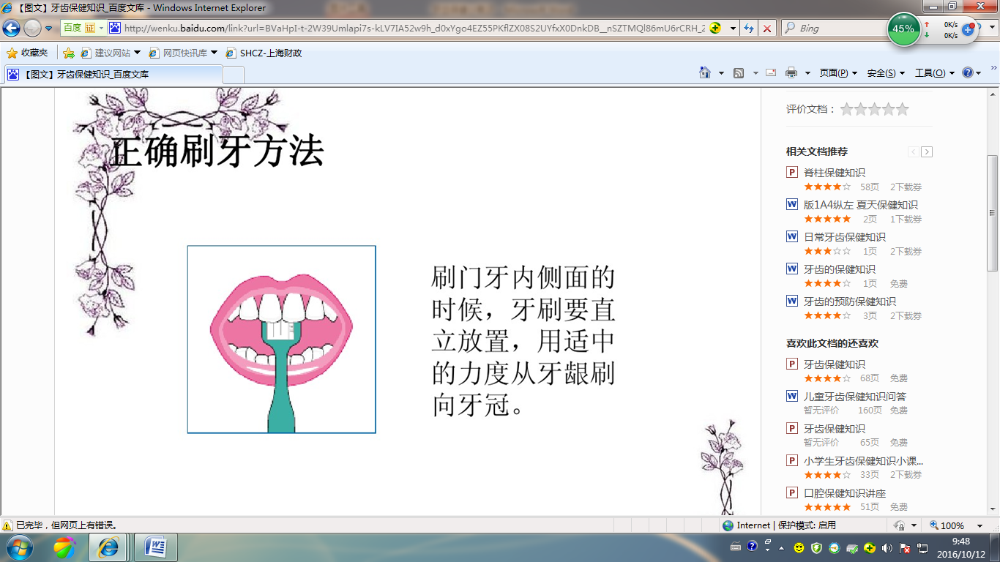 【图文】牙齿保健知识_百度文库 - Windows Internet Explorer
百度 证
Bing
45%
0K/s
0K/s
收藏夹 建议网站 网页快讯库 SHCZ-上海财政
【图文】牙齿保健知识_百度文库
页面(P) 安全(S) 工具(O)
正确刷牙方法
刷门牙内侧面的
时候，牙刷要直
立放置，用适中
的力度从牙龈刷
向牙冠。
评价文档：
相关文档推荐
P 脊柱保健知识
58页 2下载券
W 版1A4纵左 夏天保健知识
2页 1下载券
W 日常牙齿保健知识
1页 2下载券
W 牙齿的保健知识
1页 免费
W 牙齿的预防保健知识
3页 2下载券
喜欢此文档的还喜欢
P 牙齿保健知识
68页 免费
W 儿童牙齿保健知识问答
暂无评价 160页 免费
P 牙齿保健知识
暂无评价 65页 免费
P 小学生牙齿保健知识小课...
33页 2下载券
P 口腔保健知识讲座
51页 免费
已完毕，但网页上有错误。
Internet | 保护模式: 启用
100%
9:48
2016/10/12